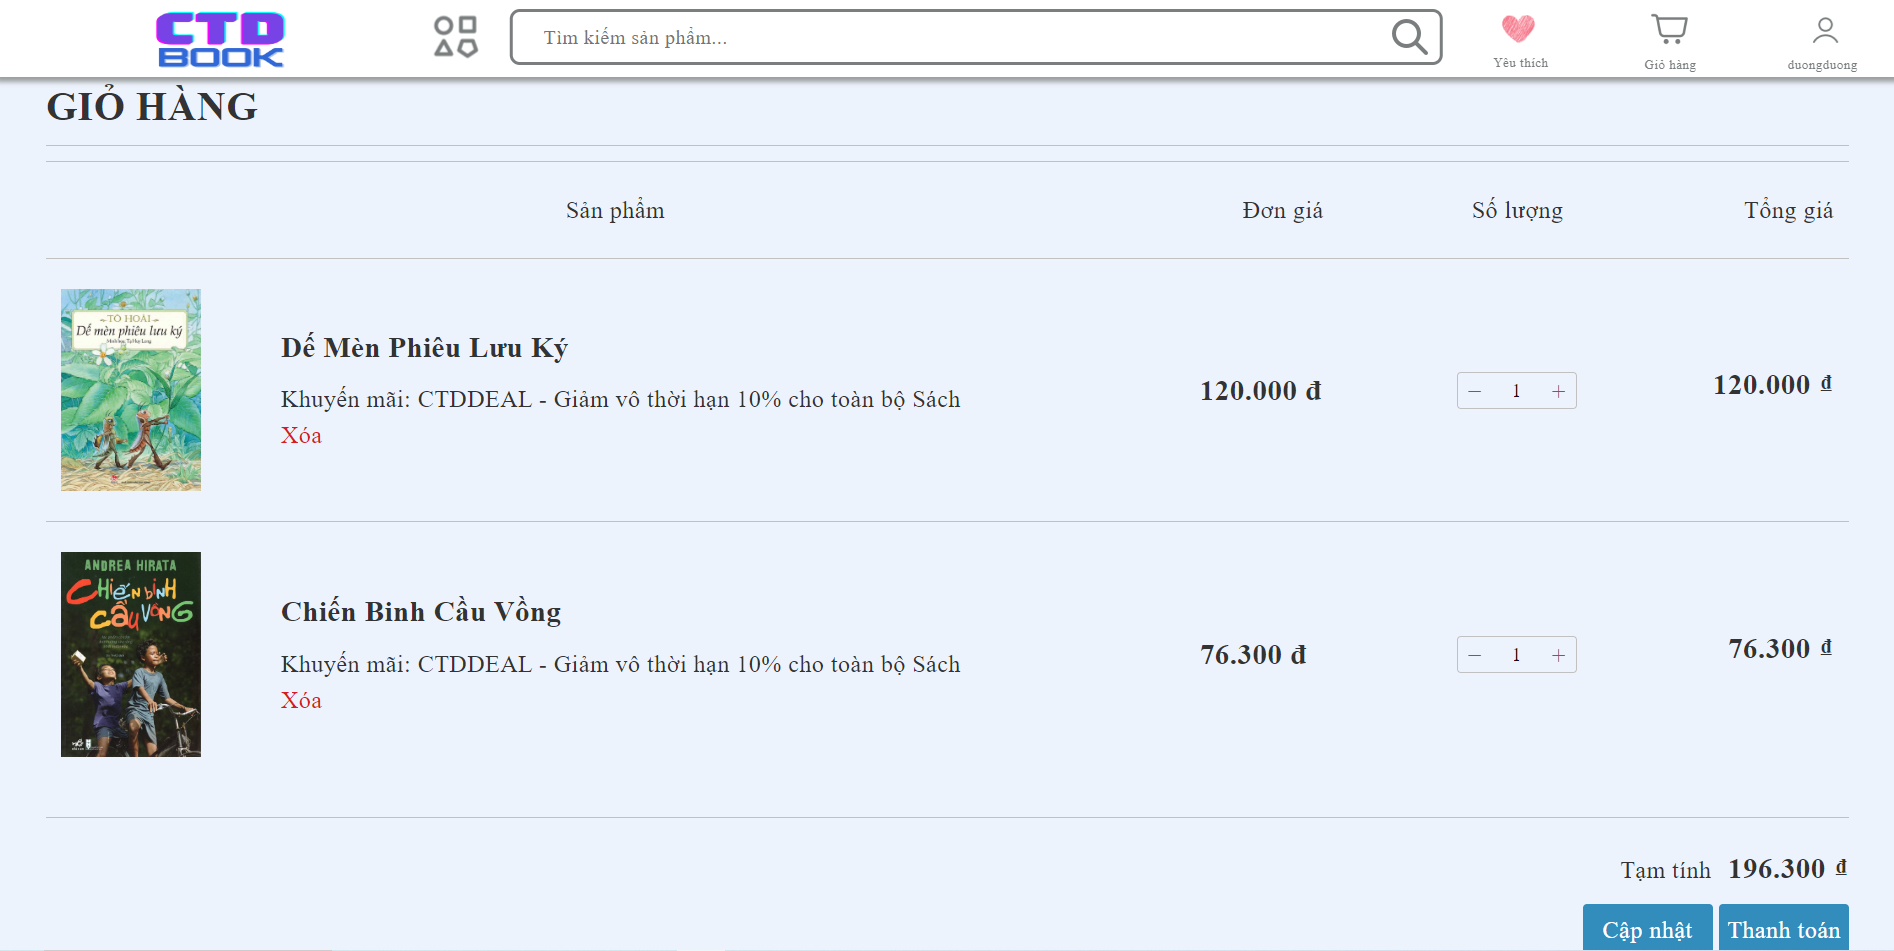 CTD
BOOK
Tìm kiếm sản phẩm...
Yêu thích
Giỏ hàng
duongduong
GIỎ HÀNG
Sản phẩm Đơn giá Số lượng Tổng giá
TÔ HOÀI
Dế mèn phiêu lưu ký
Dế Mèn Phiêu Lưu Ký
Khuyến mãi: CTDDEAL - Giảm vô thời hạn 10% cho toàn bộ Sách
Xóa
120.000 đ
1
120.000 ₫
ANDREA HIRATA
Chiến binh
Cầu Vồng
Chiến Binh Cầu Vồng
Khuyến mãi: CTDDEAL - Giảm vô thời hạn 10% cho toàn bộ Sách
Xóa
76.300 đ
1
76.300 ₫
Tạm tính 196.300 ₫
Cập nhật Thanh toán